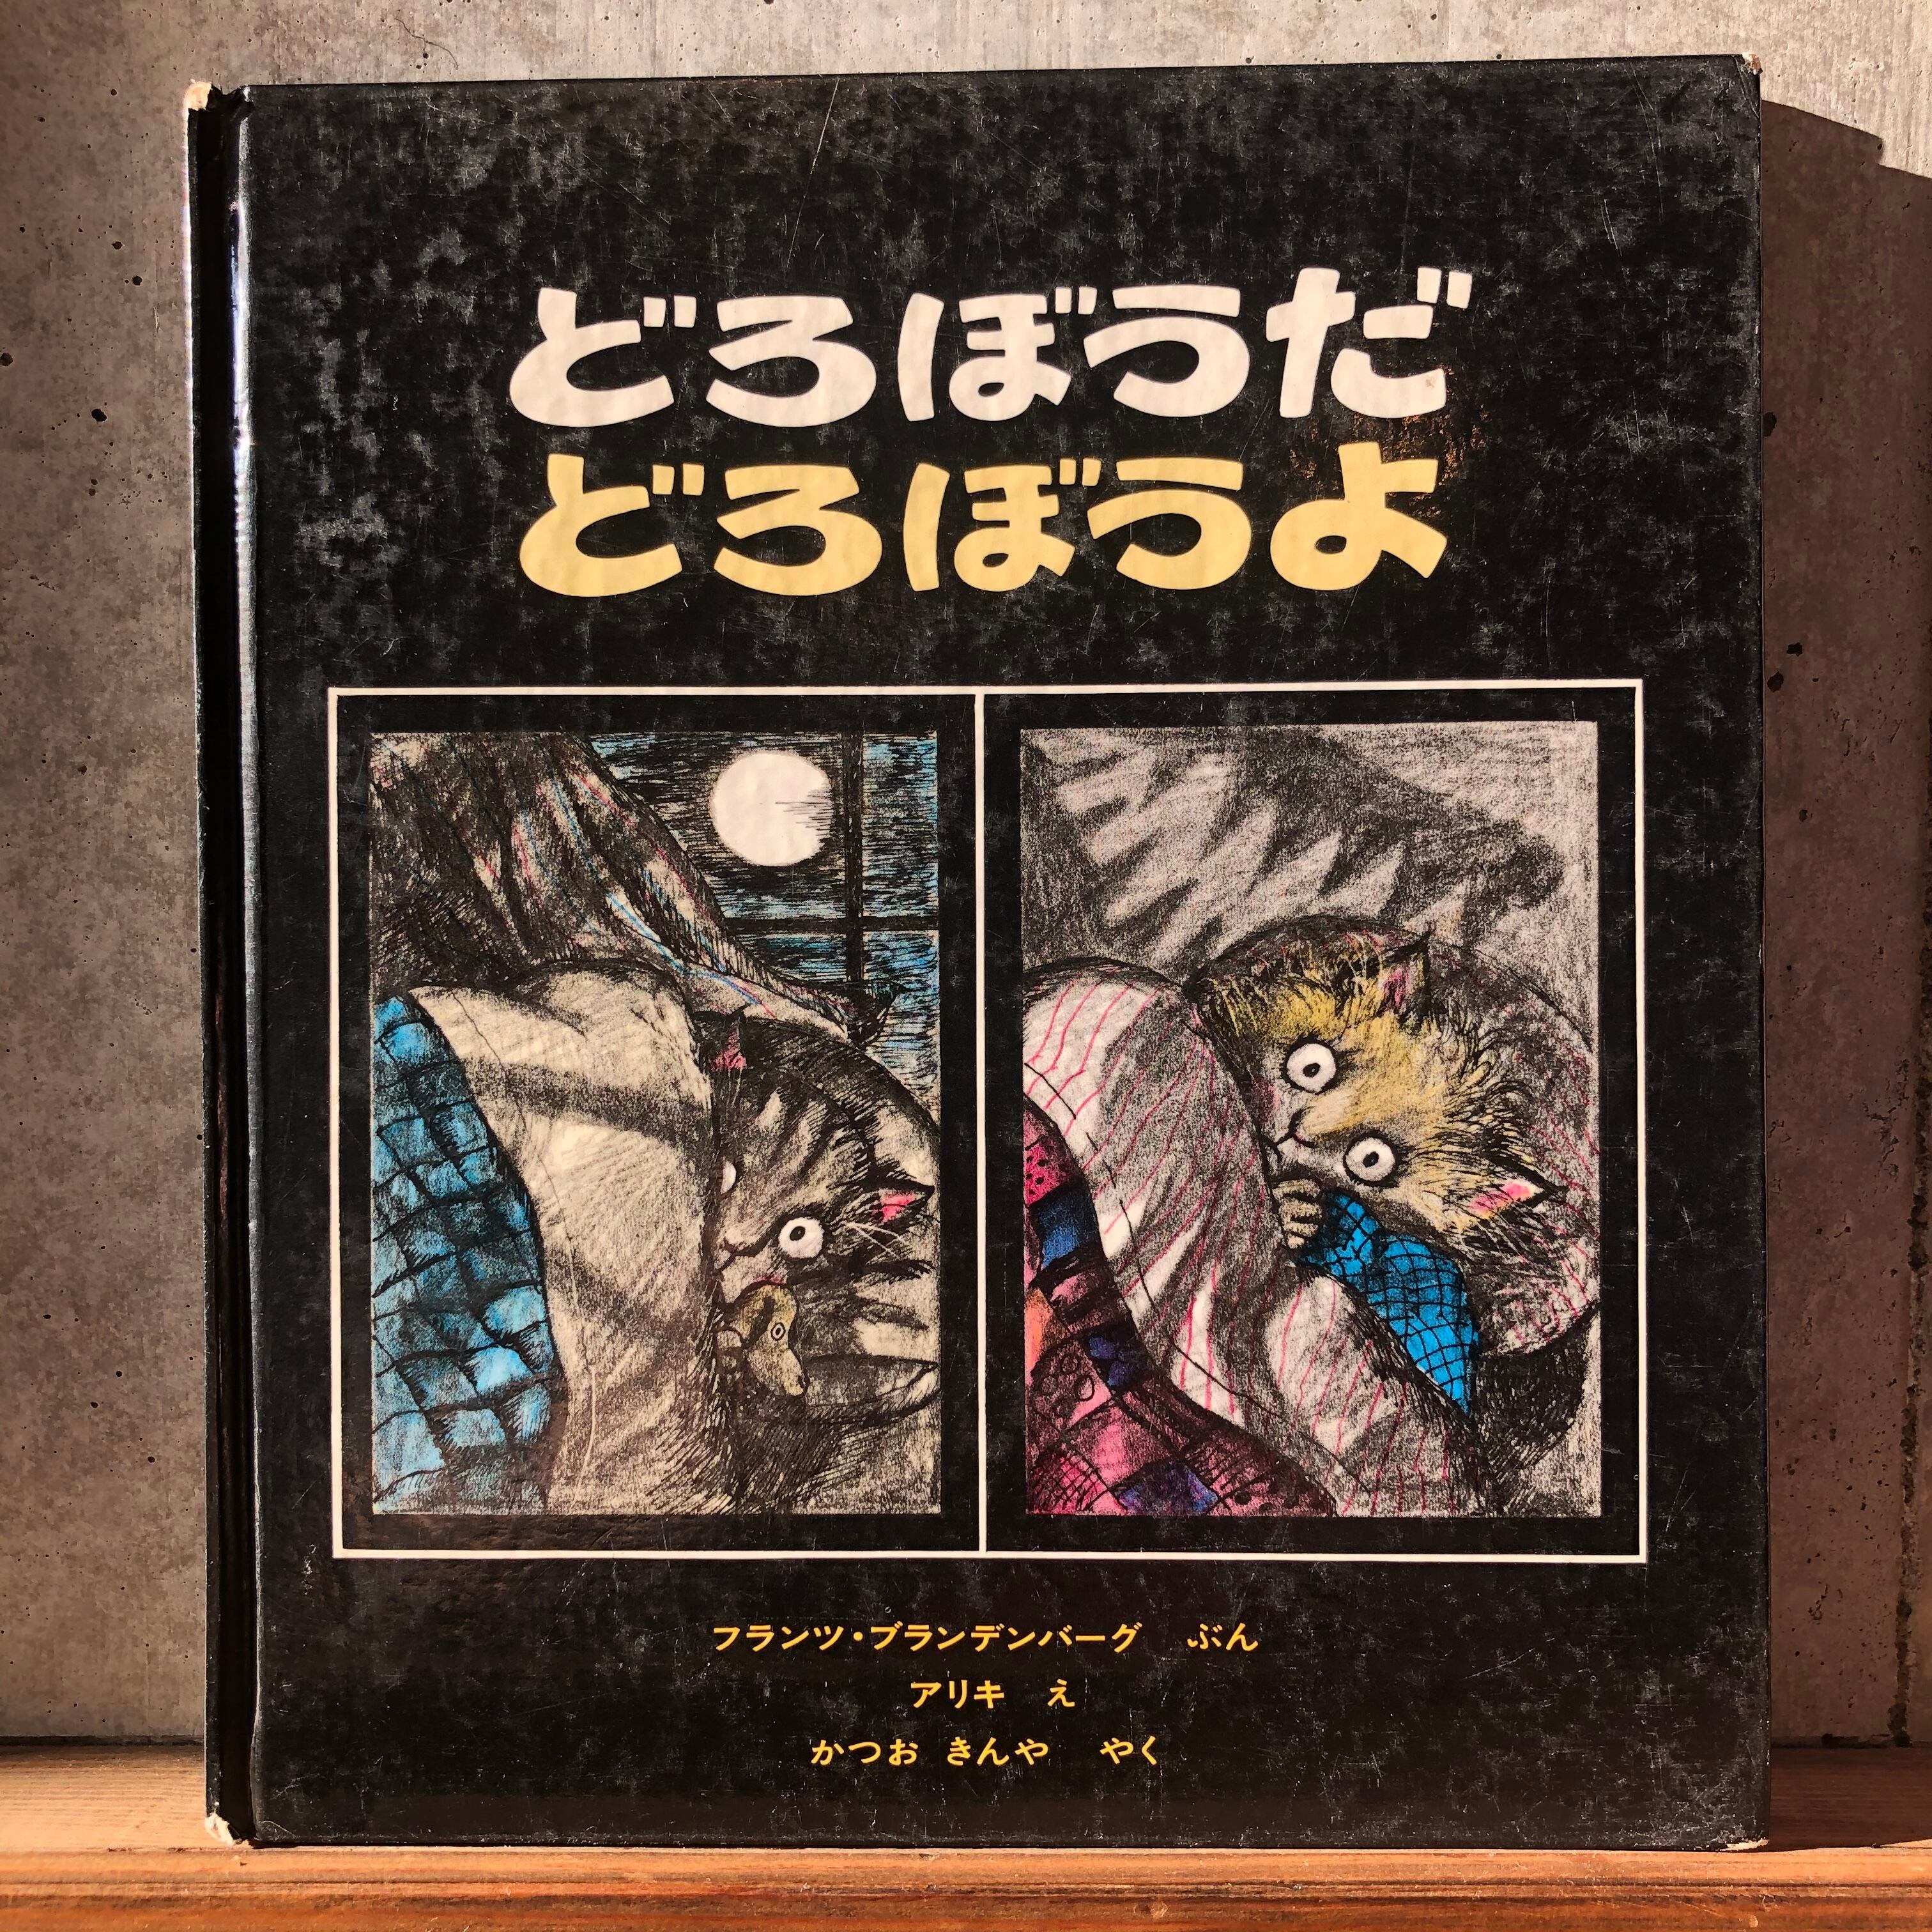 どろぼうだ
どろぼうよ
フランツ・ブランデンバーグ　ぶん
アリキ　え
かつお きんや　やく